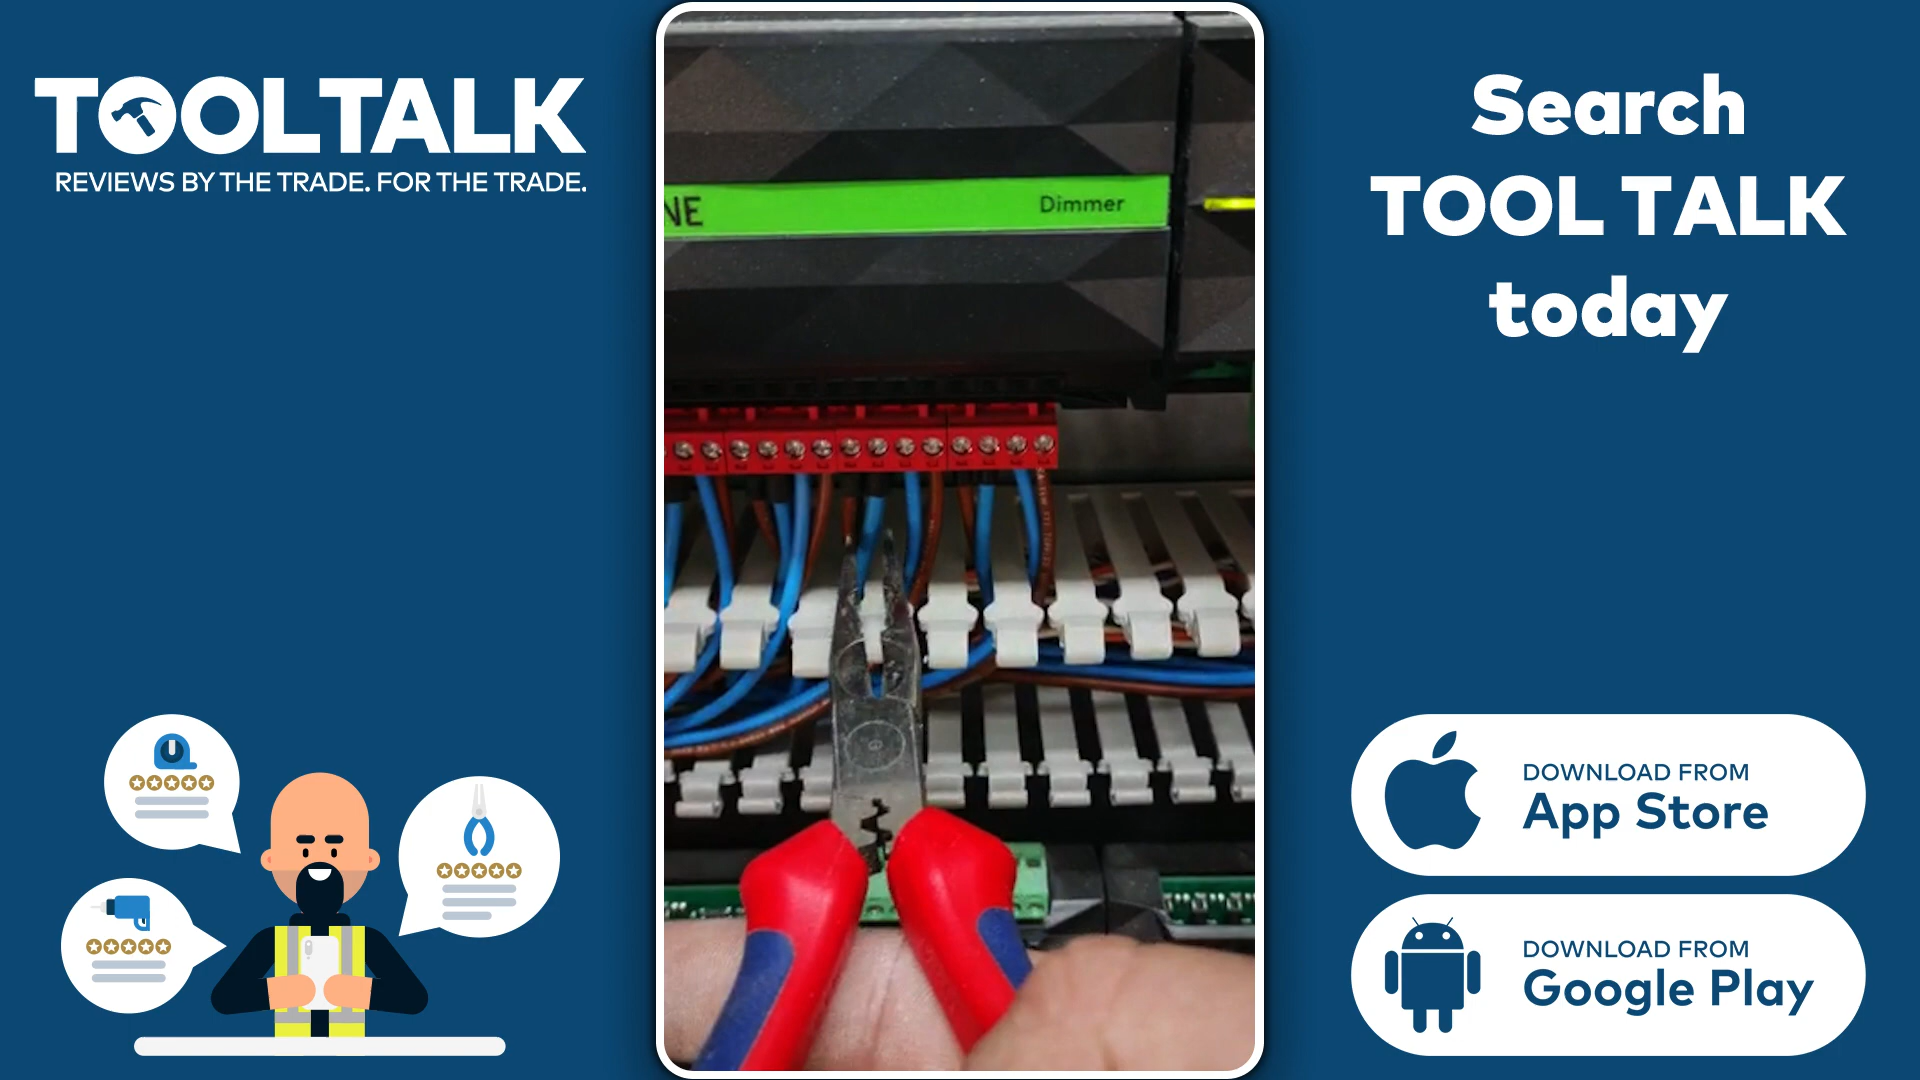 TOOLTALK
REVIEWS BY THE TRADE. FOR THE TRADE.
NE
Dimmer
Search
TOOL TALK
today
DOWNLOAD FROM
App Store
DOWNLOAD FROM
Google Play